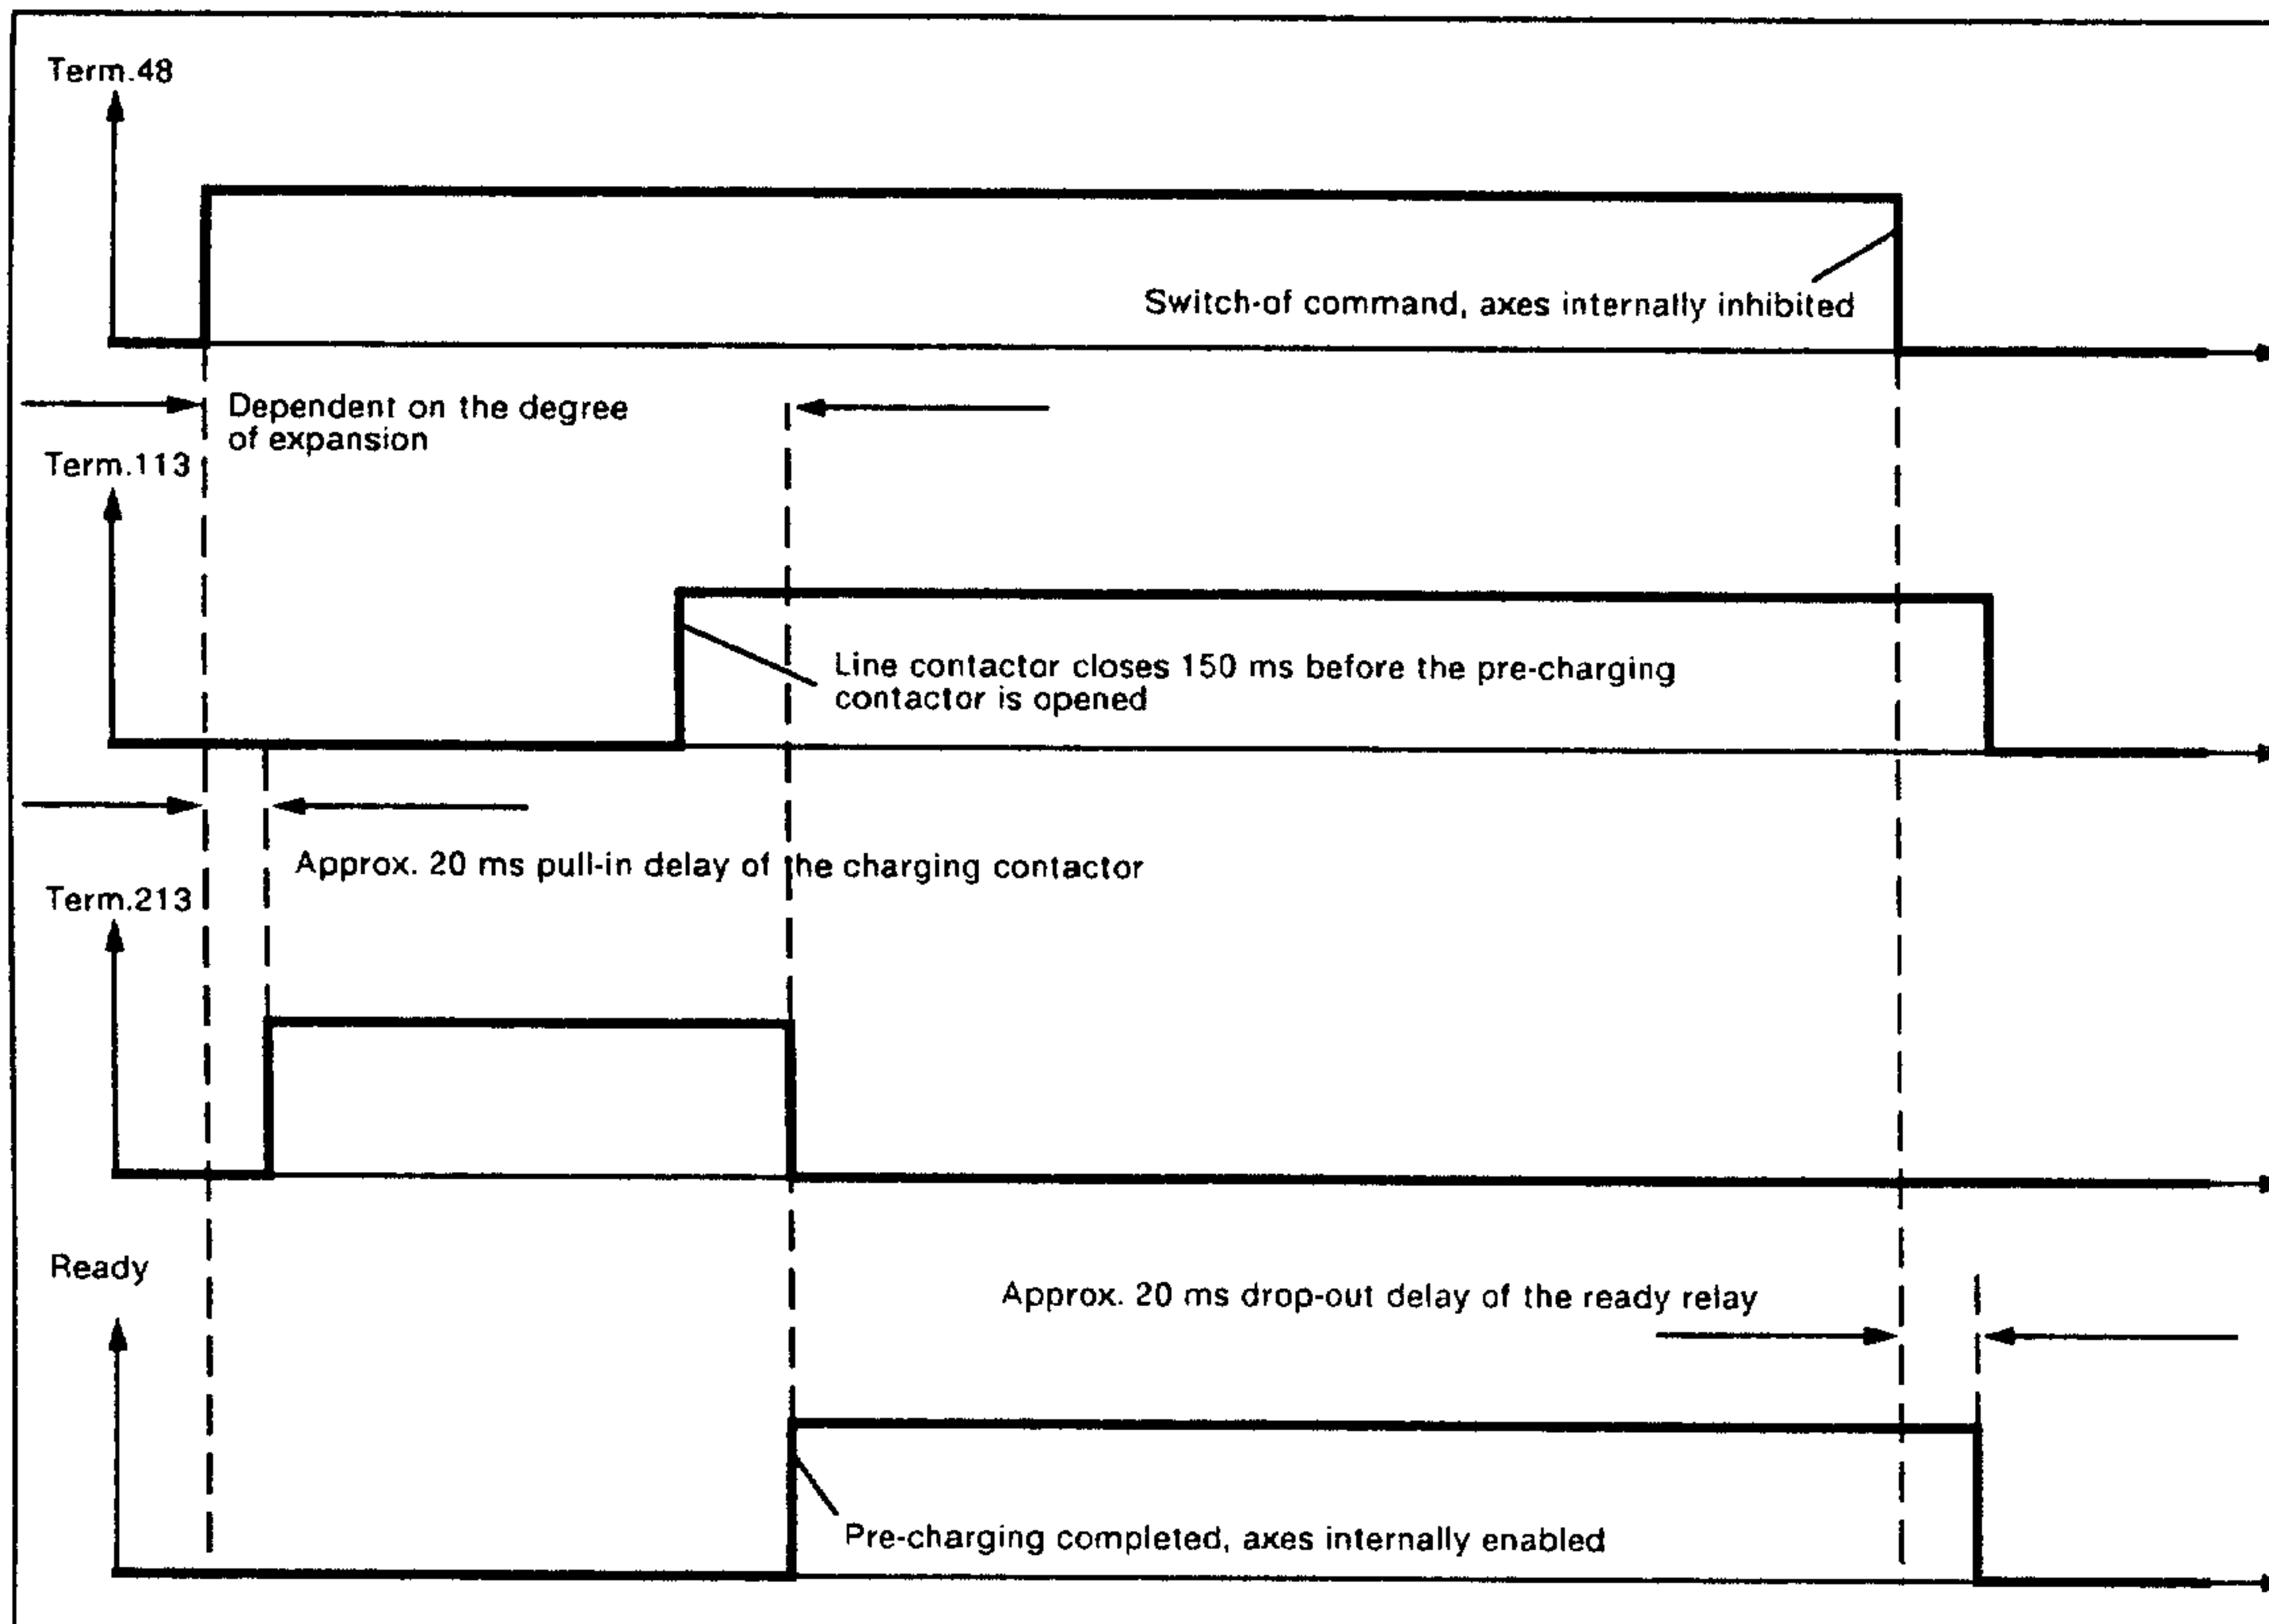 Term.48
Switch-of command, axes internally inhibited
Dependent on the degree
of expansion
Term.113
Line contactor closes 150 ms before the pre-charging
contactor is opened
Approx. 20 ms pull-in delay of the charging contactor
Term.213
Ready
Approx. 20 ms drop-out delay of the ready relay
Pre-charging completed, axes internally enabled